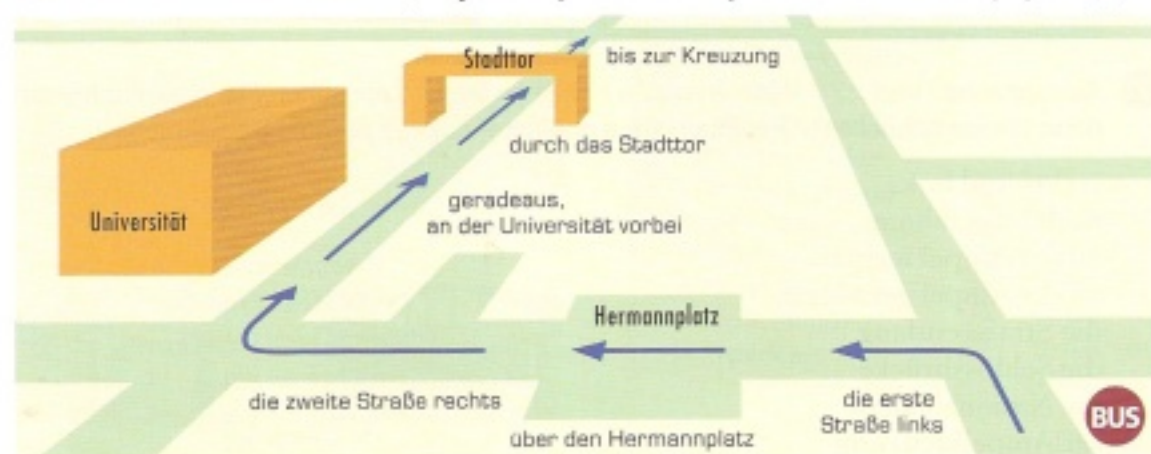 Stadttor
bis zur Kreuzung
durch das Stadttor
geradeaus,
an der Universität vorbei
Universität
Hermannplatz
die zweite Straße rechts
über den Hermannplatz
die erste
Straße links
BUS